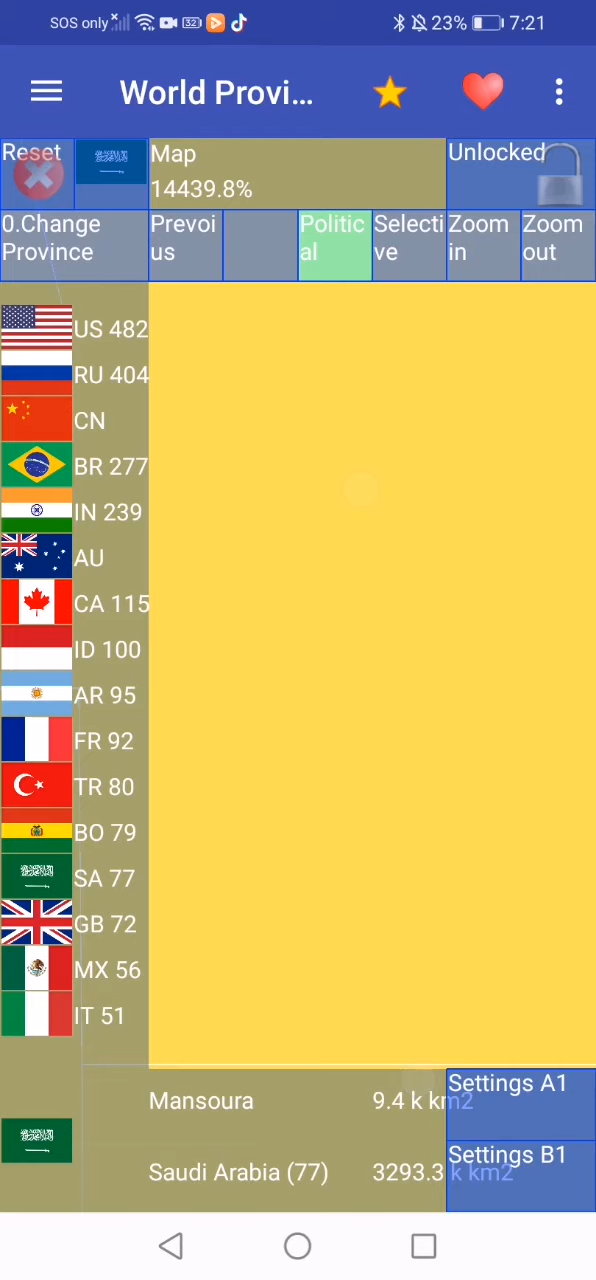 SOS only 32 23% 7:21
World Provi...
Reset
Map
14439.8%
Unlocked
0.Change
Province
Prevoi
us
Politic
al
Selecti
ve
Zoom
in
Zoom
out
US 482
RU 404
CN
BR 277
IN 239
AU
CA 115
ID 100
AR 95
FR 92
TR 80
BO 79
SA 77
GB 72
MX 56
IT 51
Mansoura 9.4 k km2
Settings A1
Saudi Arabia (77) 3293.3 k km2
Settings B1